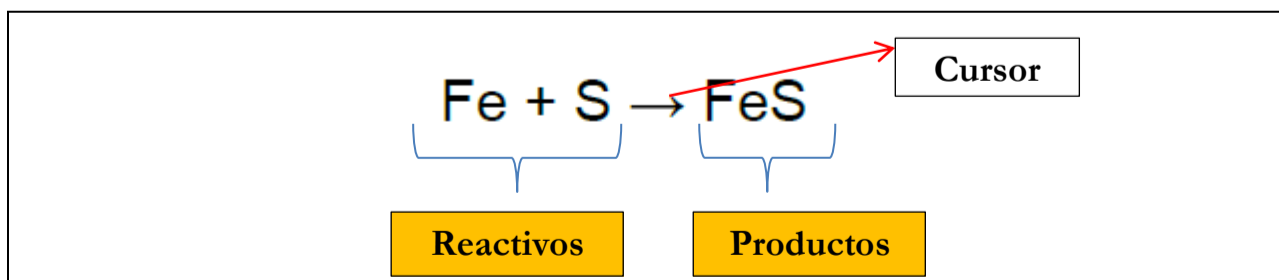 Cursor
Fe + S → FeS
Reactivos
Productos